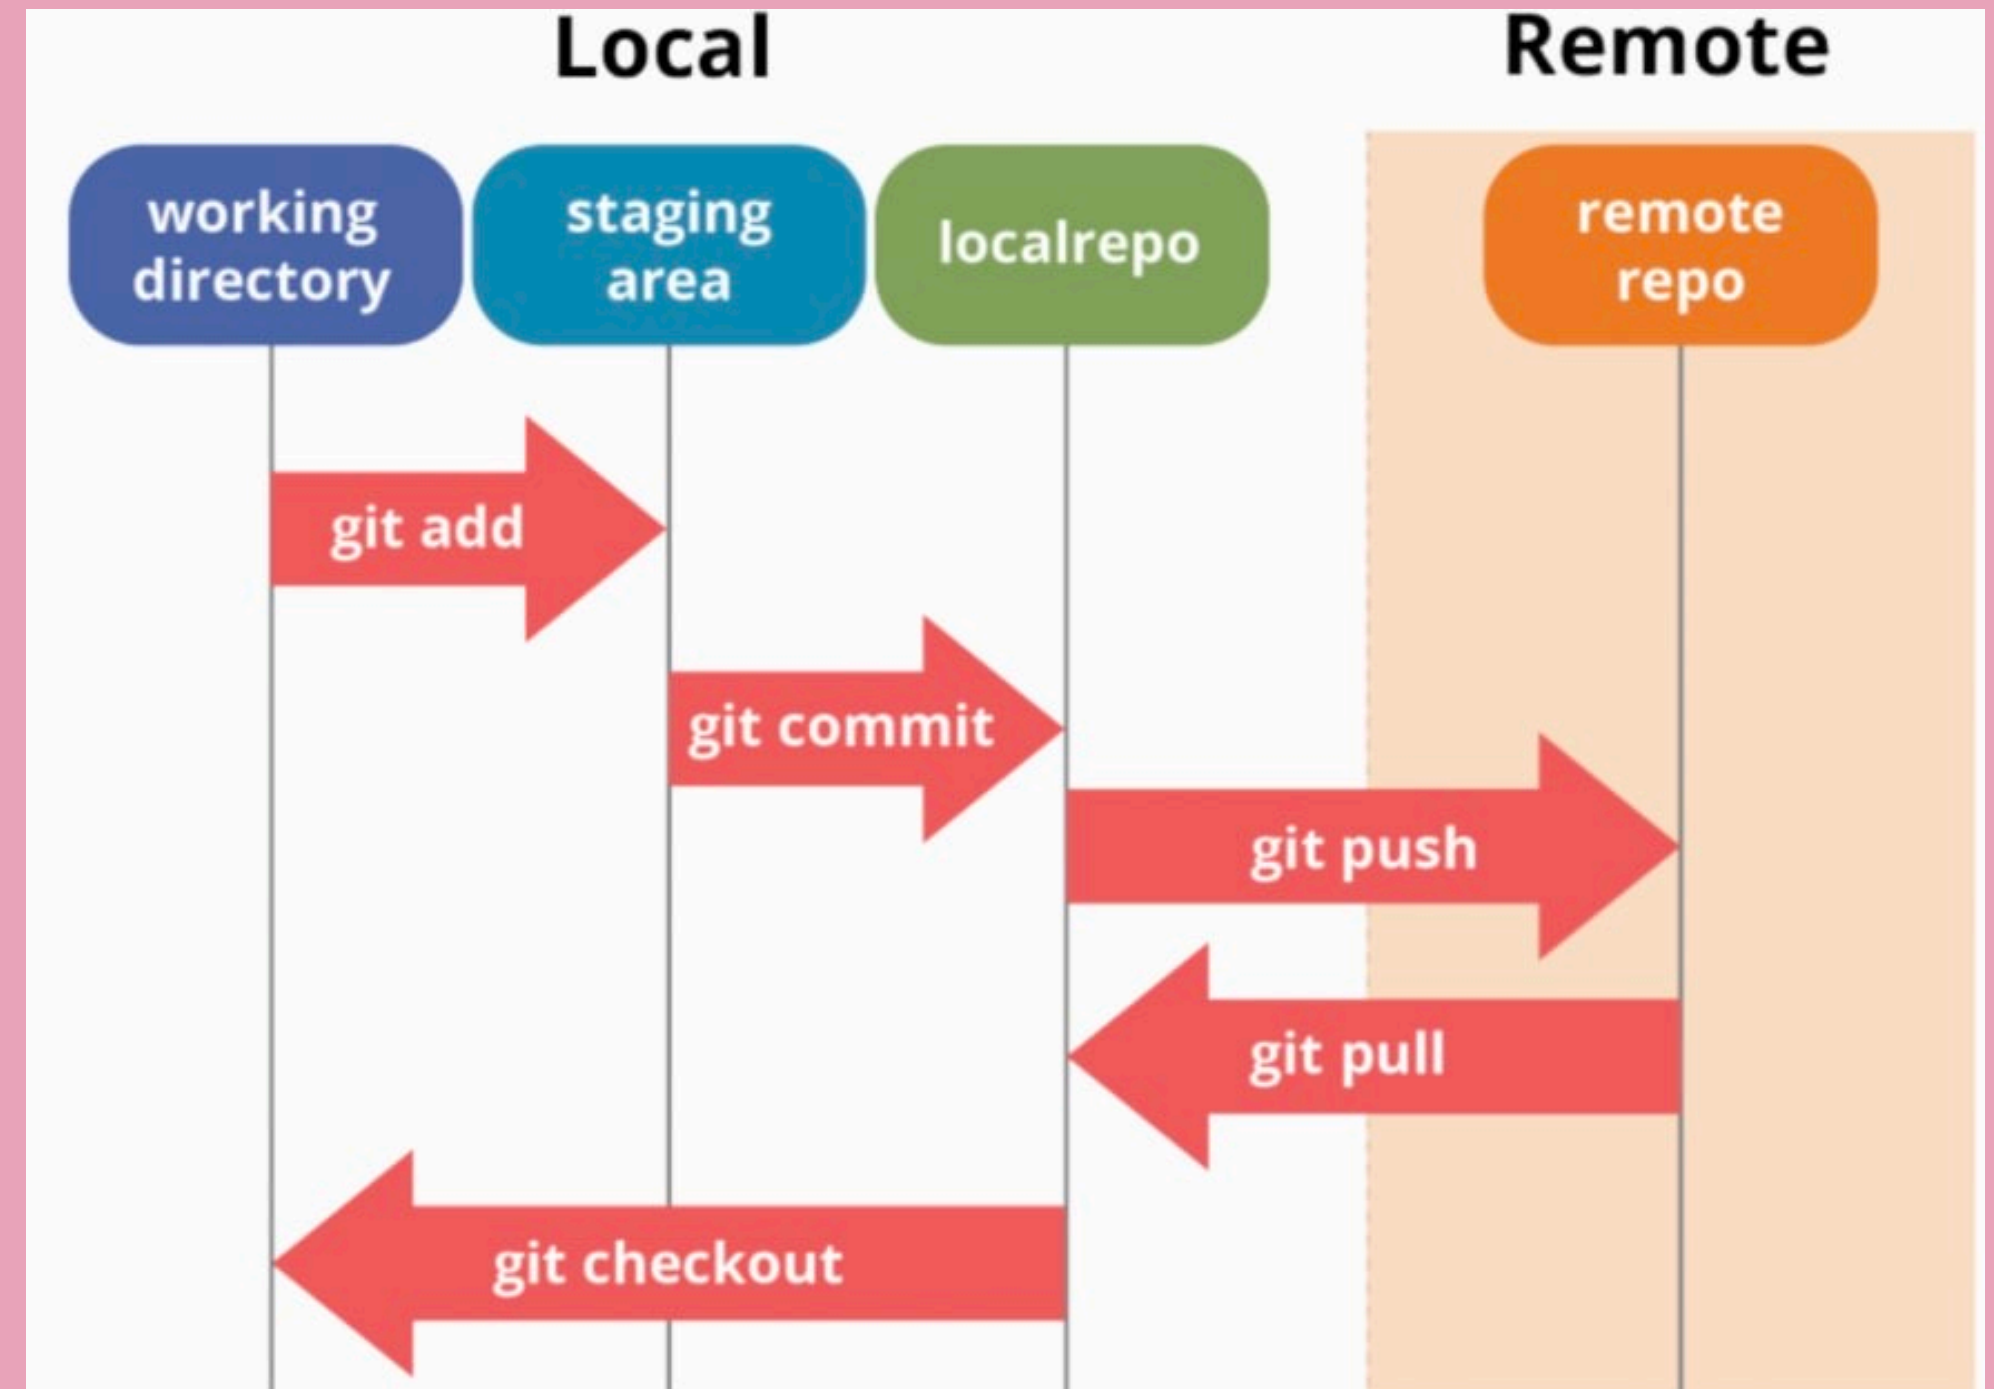 Local
Remote
working
directory
staging
area
localrepo
remote
repo
git add
git commit
git push
git pull
git checkout